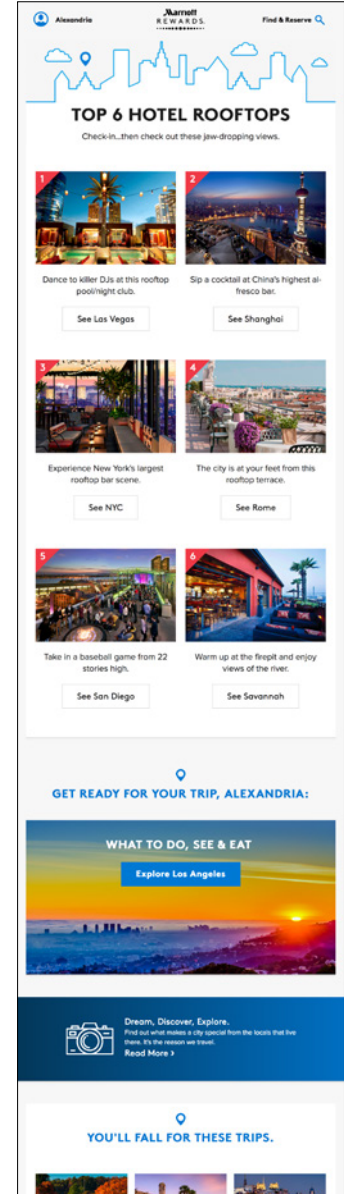 Alexandria
Marriott
REWARDS.
Find & Reserve
TOP 6 HOTEL ROOFTOPS
Check-in...then check out these jaw-dropping views.
1
2
Dance to killer DJs at this rooftop
pool/night club.
Sip a cocktail at China's highest al-
fresco bar.
See Las Vegas
See Shanghai
3
4
Experience New York's largest
rooftop bar scene.
The city is at your feet from this
rooftop terrace.
See NYC
See Rome
5
6
Take in a baseball game from 22
stories high.
Warm up at the firepit and enjoy
views of the river.
See San Diego
See Savannah
GET READY FOR YOUR TRIP, ALEXANDRIA:
WHAT TO DO, SEE & EAT
Explore Los Angeles
Dream, Discover, Explore.
Find out what makes a city special from the locals that live
there. It's the reason we travel.
Read More >
YOU'LL FALL FOR THESE TRIPS.